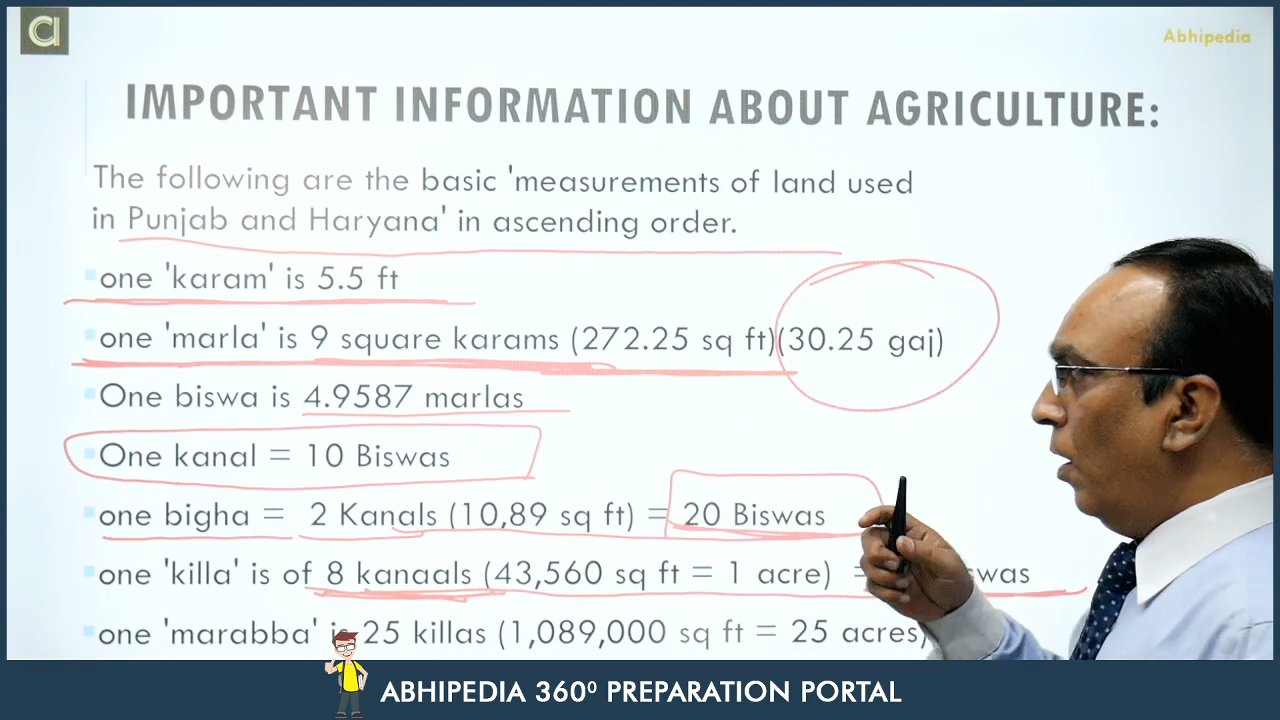 a
Abhipedia
IMPORTANT INFORMATION ABOUT AGRICULTURE:
The following are the basic 'measurements of land used
in Punjab and Haryana' in ascending order.
one 'karam' is 5.5 ft
one 'marla' is 9 square karams (272.25 sq ft)(30.25 gaj)
One biswa is 4.9587 marlas
One kanal = 10 Biswas
one bigha = 2 Kanals (10,89 sq ft) = 20 Biswas
one 'killa' is of 8 kanaals (43,560 sq ft = 1 acre) =
one 'marabba' is 25 killas (1,089,000 sq ft = 25 acres)
ABHIPEDIA 360⁰ PREPARATION PORTAL